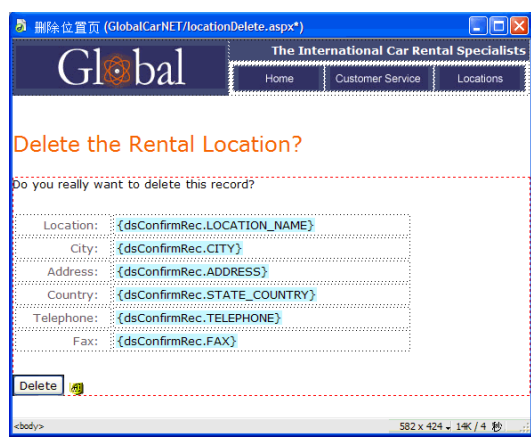 删除位置页 (GlobalCarNET/locationDelete.aspx*)
Global
The International Car Rental Specialists
Home Customer Service Locations
Delete the Rental Location?
Do you really want to delete this record?
Location: {dsConfirmRec.LOCATION_NAME}
City: {dsConfirmRec.CITY}
Address: {dsConfirmRec.ADDRESS}
Country: {dsConfirmRec.STATE_COUNTRY}
Telephone: {dsConfirmRec.TELEPHONE}
Fax: {dsConfirmRec.FAX}
Delete
<body> 582 x 424 14K / 4 秒